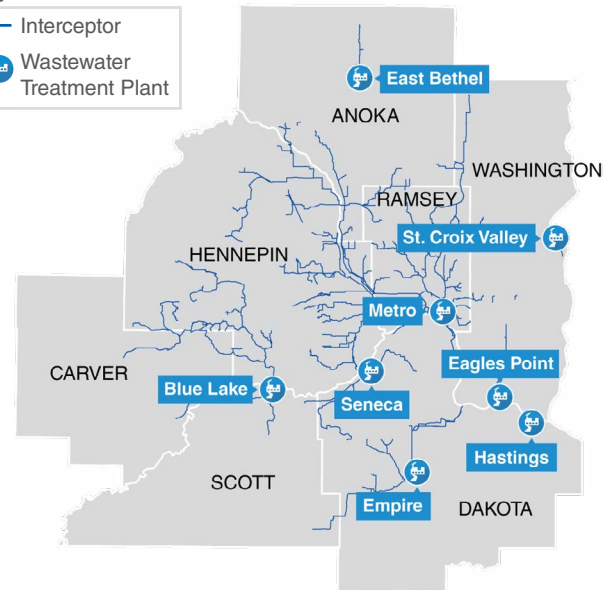 Interceptor
Wastewater
Treatment Plant
East Bethel
ANOKA
WASHINGTON
RAMSEY
St. Croix Valley
HENNEPIN
Metro
Eagles Point
CARVER
Blue Lake
Seneca
Hastings
SCOTT
Empire
DAKOTA